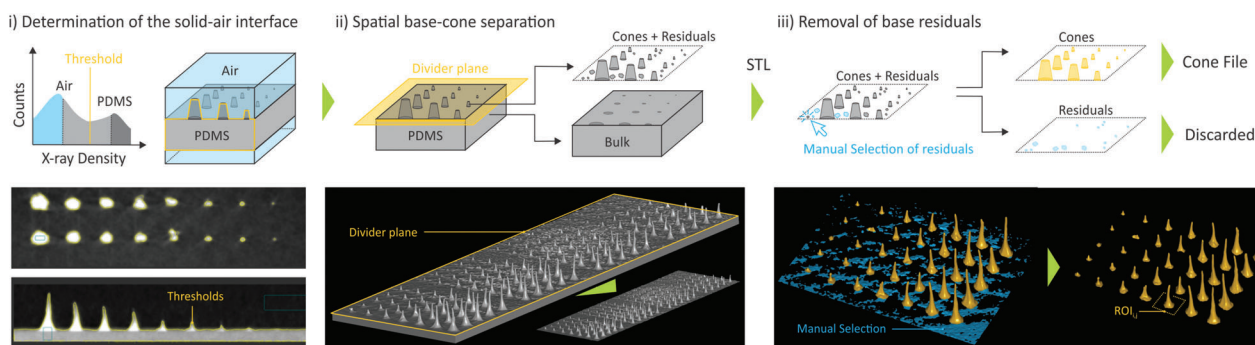 i) Determination of the solid-air interface
Counts
Threshold
Air
PDMS
X-ray Density
Air
PDMS
Thresholds
ii) Spatial base-cone separation
Divider plane
PDMS
Cones + Residuals
Bulk
Divider plane
STL
iii) Removal of base residuals
Cones + Residuals
Manual Selection of residuals
Cones
Cone File
Residuals
Discarded
Manual Selection
ROIi,j